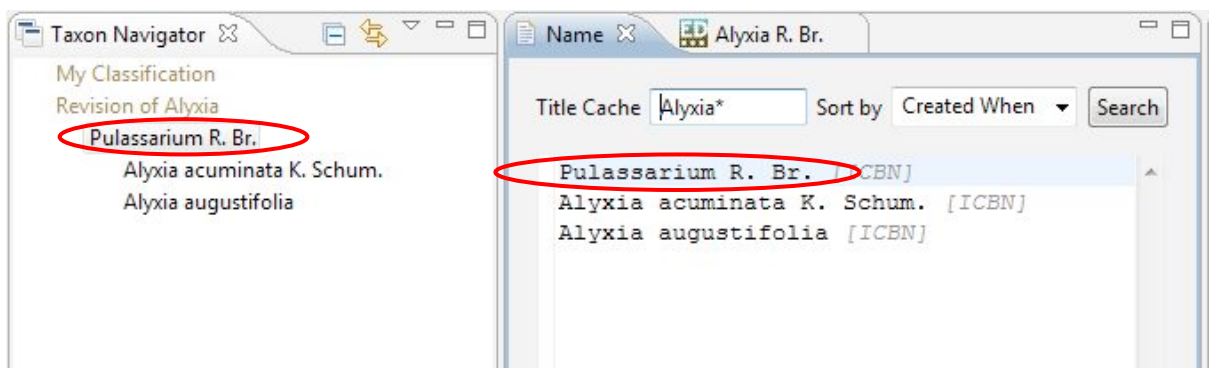 Taxon Navigator
My Classification
Revision of Alyxia
Pulassarium R. Br.
Alyxia acuminata K. Schum.
Alyxia augustifolia
Name
Alyxia R. Br.
Title Cache Alyxia* Sort by Created When Search
Pulassarium R. Br. [ICBN]
Alyxia acuminata K. Schum. [ICBN]
Alyxia augustifolia [ICBN]